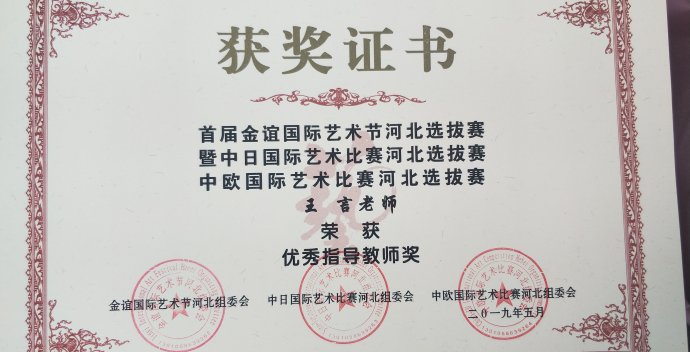 获奖证书
首届金谊国际艺术节河北选拔赛
暨中日国际艺术比赛河北选拔赛
中欧国际艺术比赛河北选拔赛
王言老师
荣获
优秀指导教师奖
金谊国际艺术节河北组委会 中日国际艺术比赛河北组委会 中欧国际艺术比赛河北组委会
二〇一九年五月